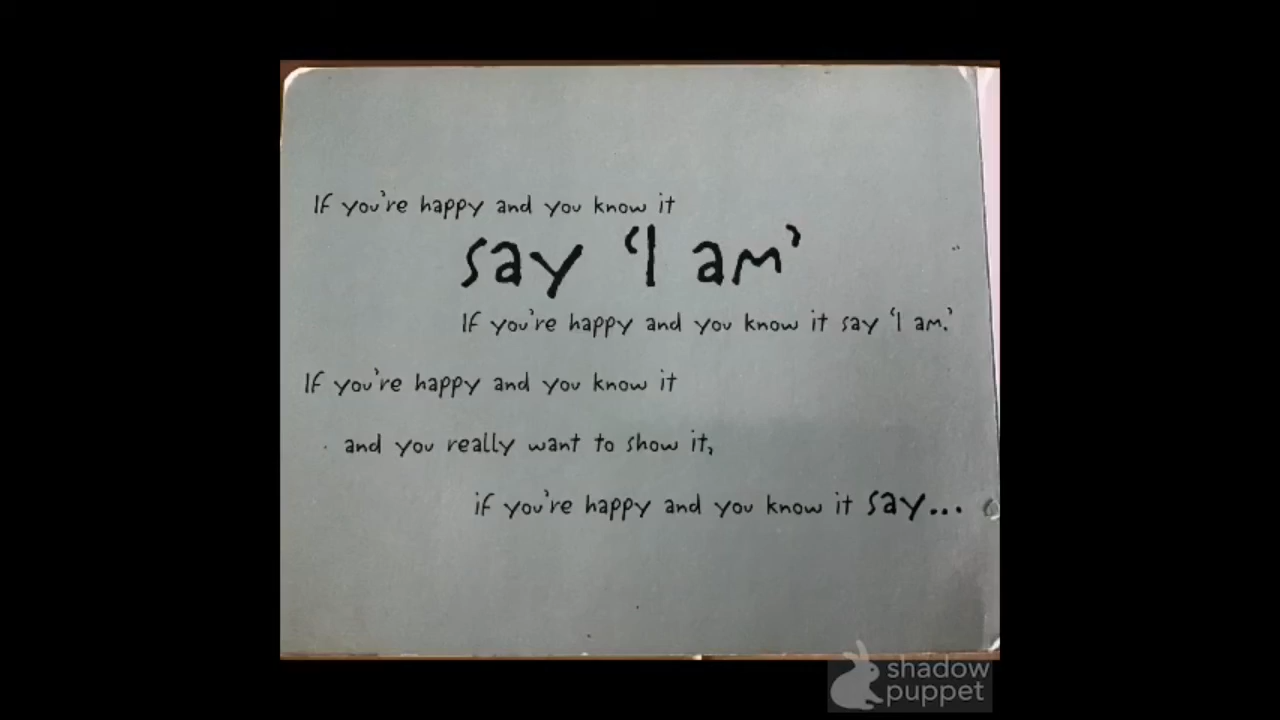 If you're happy and you know it
say 'I am'
If you're happy and you know it say 'I am.'
If you're happy and you know it
and you really want to show it,
if you're happy and you know it say...
shadow
puppet